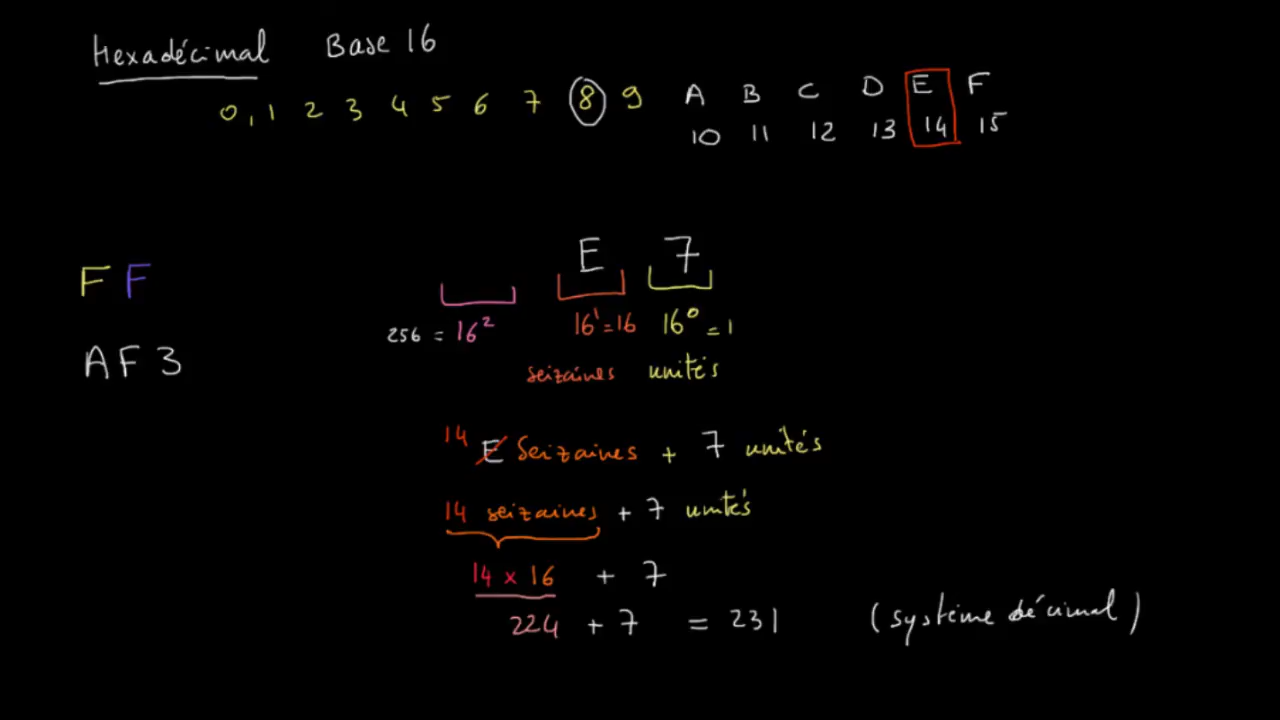 Hexadécimal Base 16
0, 1 2 3 4 5 6 7 8 9 A B C D E F
10 11 12 13 14 15
E 7
F F
256 = 16² 16¹=16 16⁰=1
AF3
seizaines unités
14 E Seizaines + 7 unités
14 seizaines + 7 unités
14 × 16 + 7
224 + 7 = 231 (système décimal)